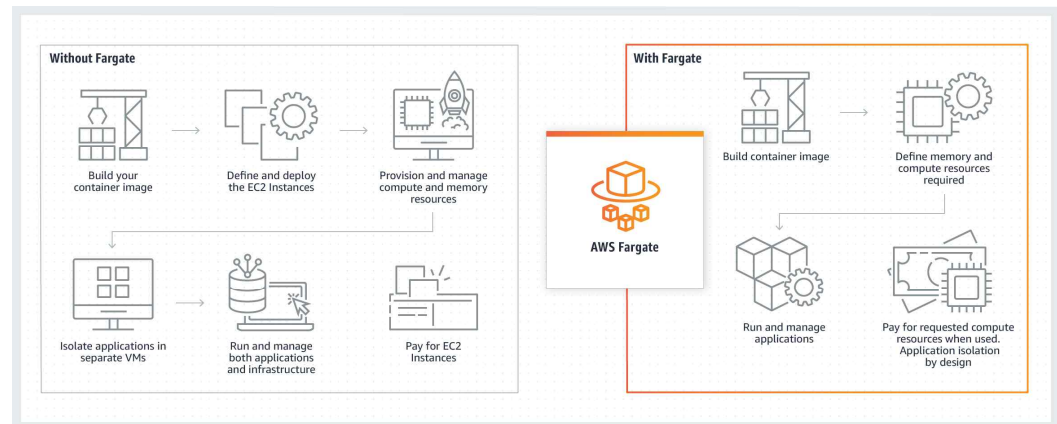 Without Fargate
Build your
container image
Define and deploy
the EC2 Instances
Provision and manage
compute and memory
resources
Isolate applications in
separate VMs
Run and manage
both applications
and infrastructure
Pay for EC2
Instances
AWS Fargate
With Fargate
Build container image
Define memory and
compute resources
required
Run and manage
applications
Pay for requested compute
resources when used.
Application isolation
by design